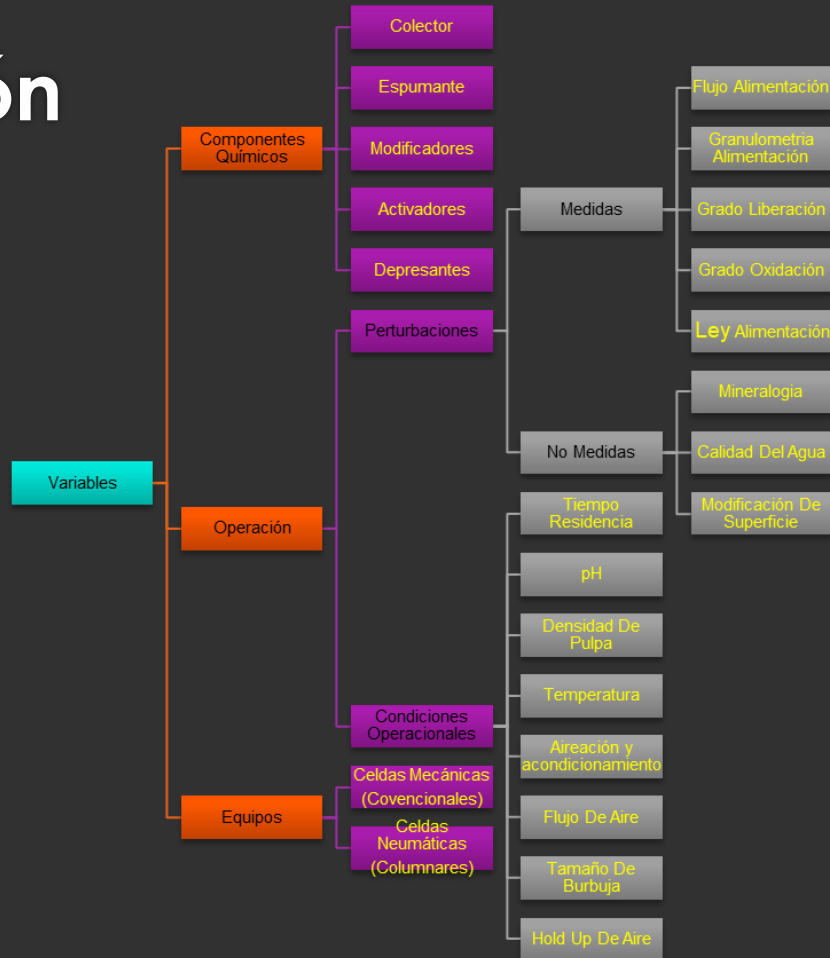 ón
Colector
Espumante
Componentes
Químicos
Modificadores
Activadores
Depresantes
Perturbaciones
Medidas
Flujo Alimentación
Granulometria
Alimentación
Grado Liberación
Grado Oxidación
Ley Alimentación
No Medidas
Mineralogia
Calidad Del Agua
Modificación De
Superficie
Variables
Operación
Condiciones
Operacionales
Tiempo
Residencia
pH
Densidad De
Pulpa
Temperatura
Aireación y
acondicionamiento
Flujo De Aire
Tamaño De
Burbuja
Hold Up De Aire
Equipos
Celdas Mecánicas
(Covencionales)
Celdas
Neumáticas
(Columnares)